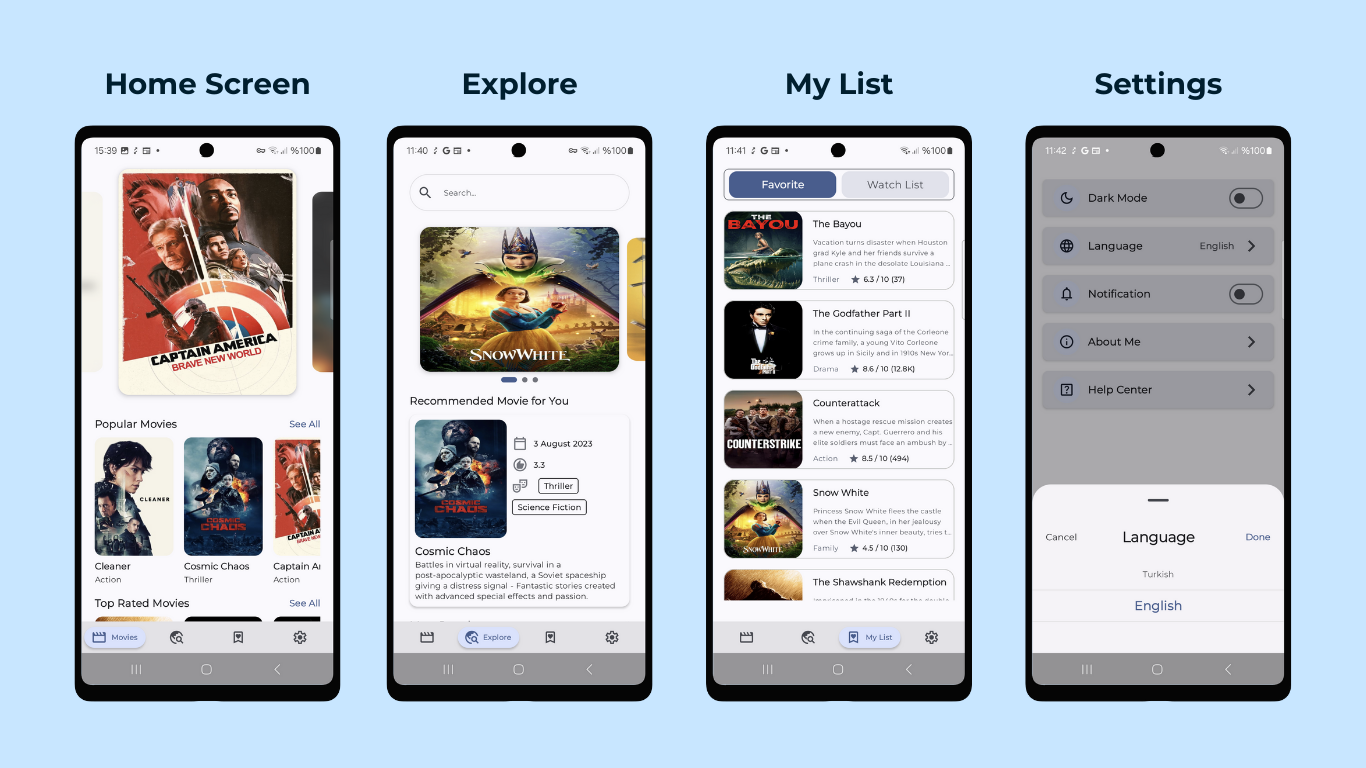 Home Screen
15:39
%100
CAPTAIN AMERICA
BRAVE NEW WORLD
Popular Movies
See All
CLEANER
COSMIC
CHAOS
CAPTAIN A
BRAVE NE
Cleaner
Cosmic Chaos
Captain A
Action
Thriller
Action
Top Rated Movies
See All
Movies
Explore
11:40
G
%100
Search...
SNOW WHITE
Recommended Movie for You
3 August 2023
3.3
Thriller
Science Fiction
COSMIC
CHAOS
Cosmic Chaos
Battles in virtual reality, survival in a
post-apocalyptic wasteland, a Soviet spaceship
giving a distress signal - Fantastic stories created
with advanced special effects and passion.
Explore
My List
11:41
G
%100
Favorite
Watch List
THE
BAYOU
The Bayou
Vacation turns disaster when Houston
grad Kyle and her friends survive a
plane crash in the desolate Louisiana ...
Thriller
6.3 / 10 (37)
The
Godfather
PART II
The Godfather Part II
In the continuing saga of the Corleone
crime family, a young Vito Corleone
grows up in Sicily and in 1910s New Yor...
Drama
8.6 / 10 (12.8K)
COUNTERSTRIKE
Counterattack
When a hostage rescue mission creates
a new enemy, Capt. Guerrero and his
elite soldiers must face an ambush by ...
Action
8.5 / 10 (494)
SNOW WHITE
Snow White
Princess Snow White flees the castle
when the Evil Queen, in her jealousy
over Snow White's inner beauty, tries t...
Family
4.5 / 10 (130)
The Shawshank Redemption
My List
Settings
11:42
G
%100
Dark Mode
Language
English
Notification
About Me
Help Center
Cancel
Language
Done
Turkish
English